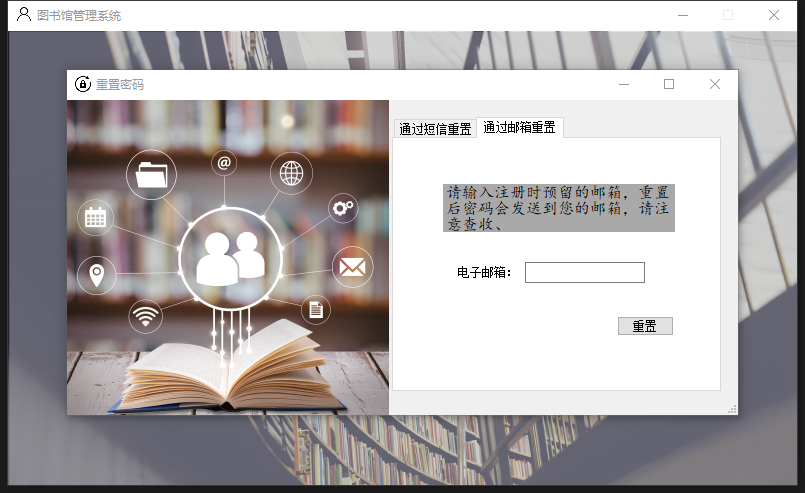 图书馆管理系统
重置密码
通过短信重置
通过邮箱重置
请输入注册时预留的邮箱，重置
后密码会发送到您的邮箱，请注
意查收、
电子邮箱：
重置
@